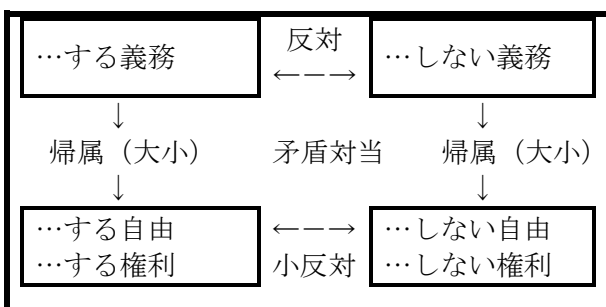 …する義務 反対 …しない義務
←－→
↓ ↓
帰属（大小） 矛盾対当 帰属（大小）
↓ ↓
…する自由 ←－→ …しない自由
…する権利 小反対 …しない権利